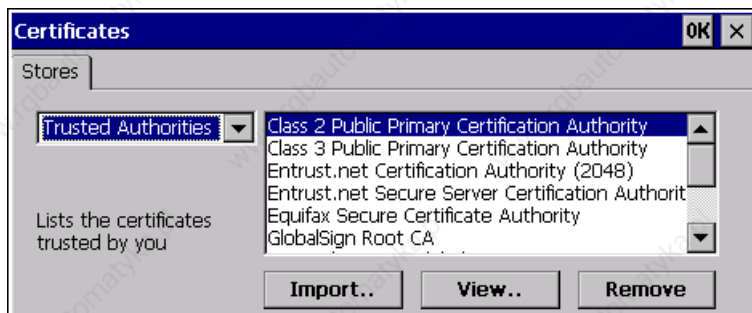 Certificates
OK ×
Stores
Trusted Authorities
Class 2 Public Primary Certification Authority
Class 3 Public Primary Certification Authority
Entrust.net Certification Authority (2048)
Entrust.net Secure Server Certification Authorit
Equifax Secure Certificate Authority
GlobalSign Root CA
Lists the certificates
trusted by you
Import.. View.. Remove